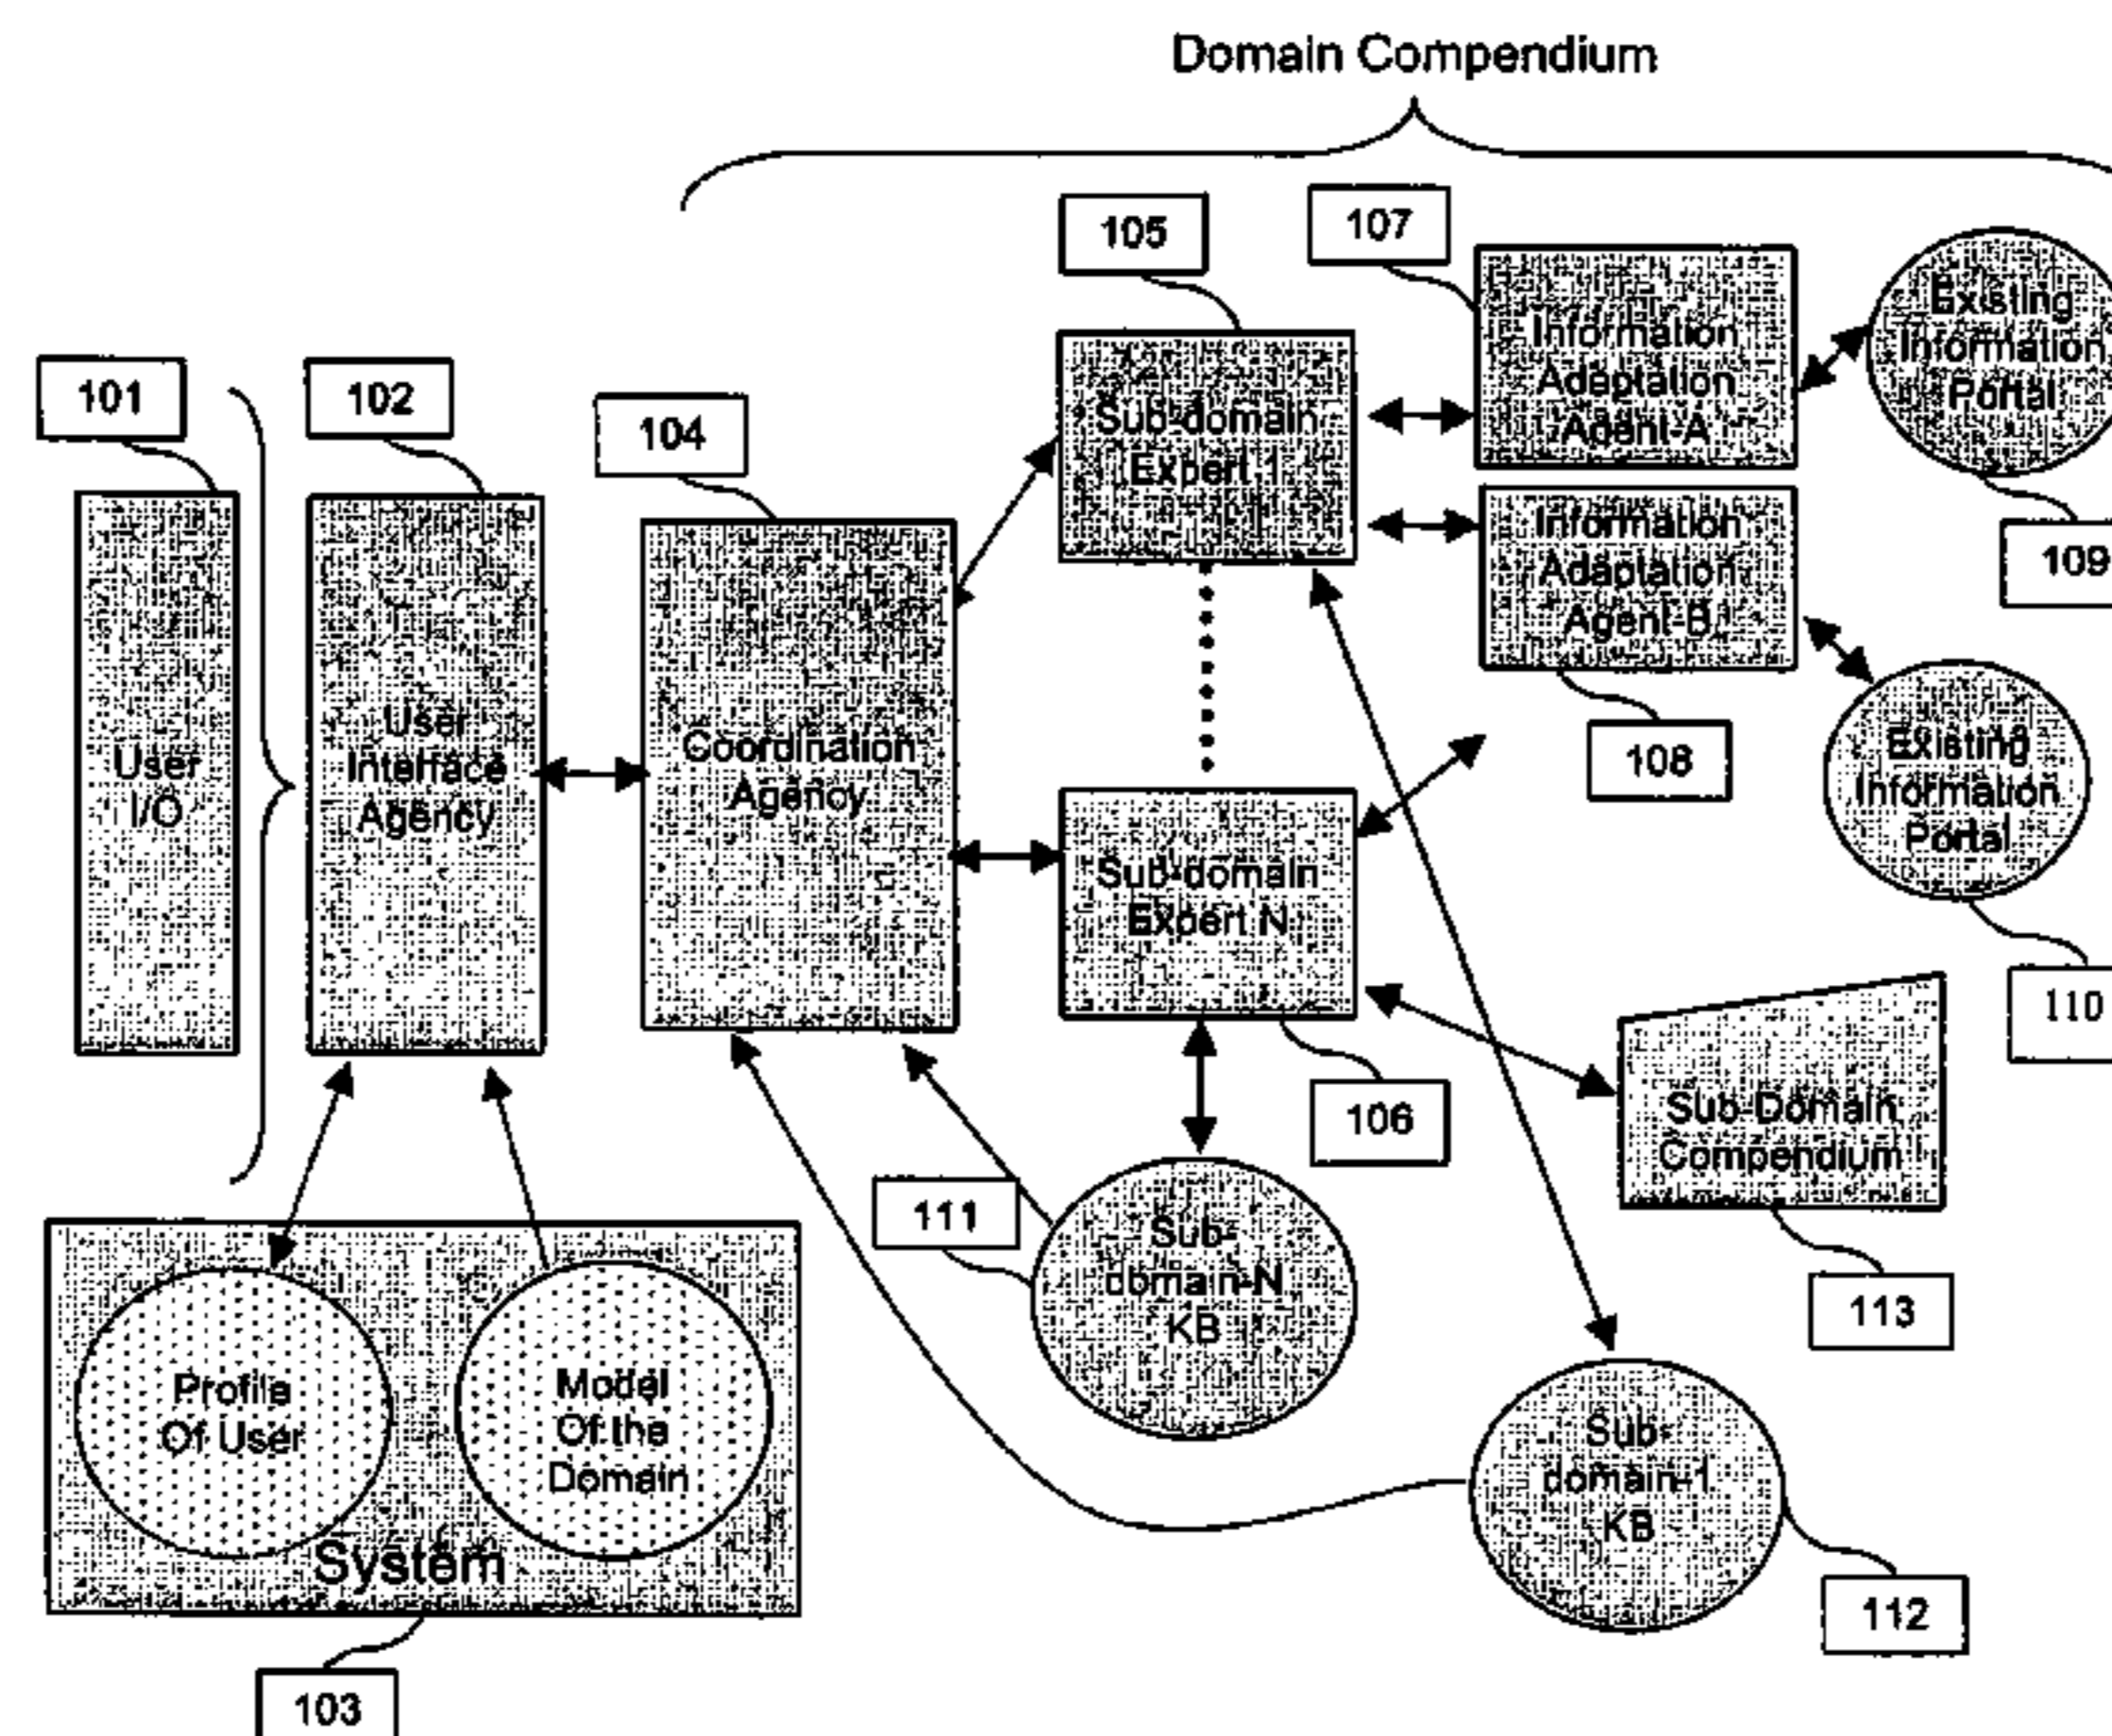 Domain Compendium
105
107
101
102
104
Sub-domain
Expert 1
Information
Adaptation
Agent-A
Existing
Information
Portal
109
Information
Adaptation
Agent-B
108
Existing
Information
Portal
110
User
I/O
User
Interface
Agency
Coordination
Agency
Sub-domain
Expert N
106
Sub-Domain
Compendium
113
111
Sub-
domain-N
KB
Sub-
domain-1
KB
112
Profile
Of User
Model
Of the
Domain
System
103